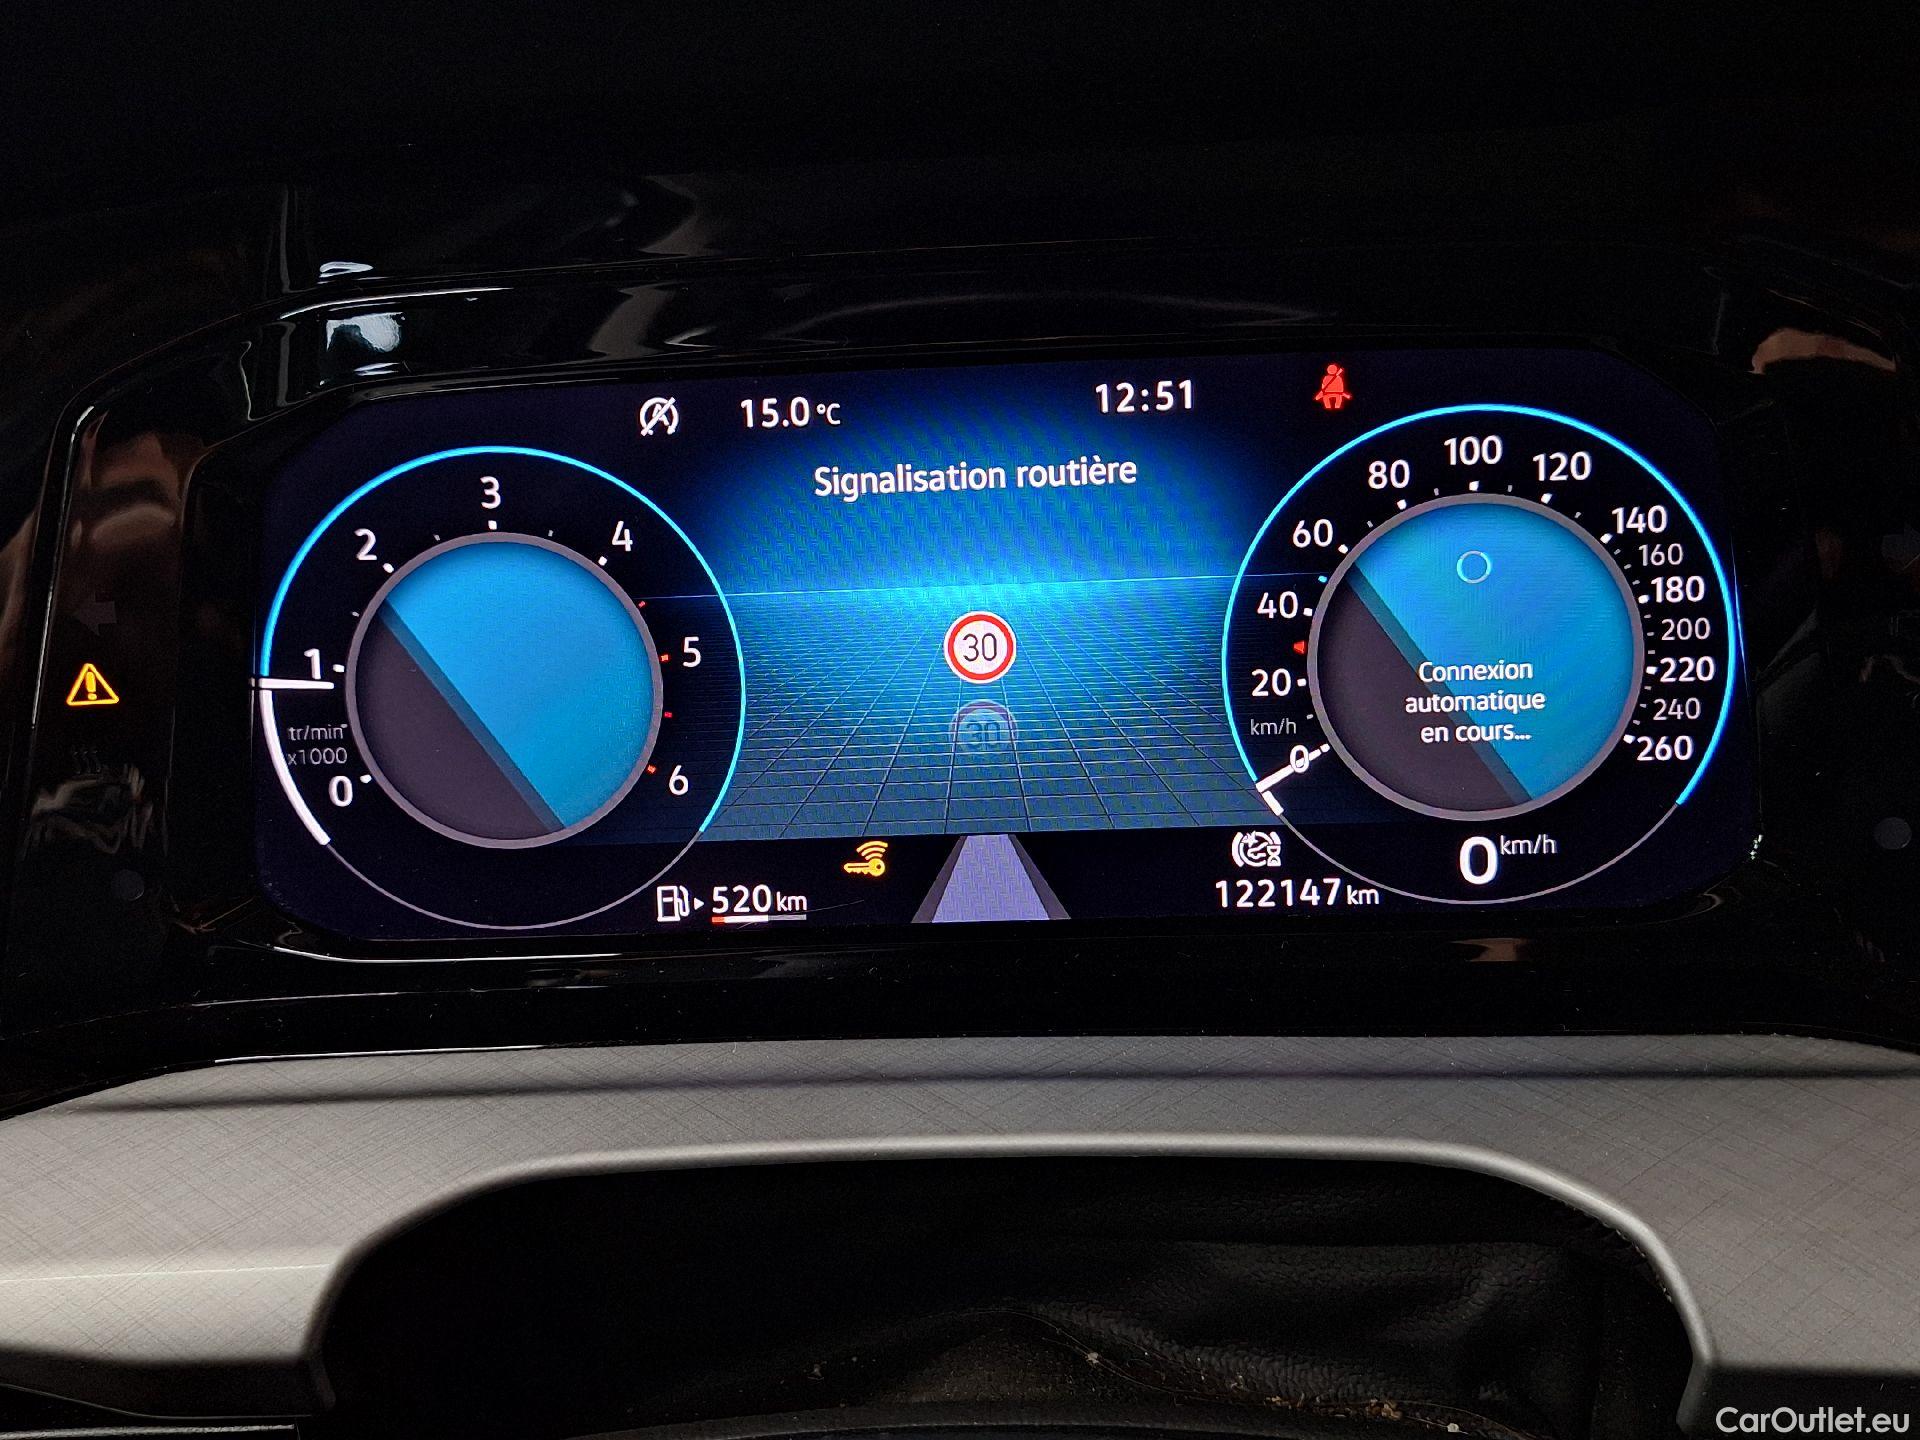 15.0 °C
12:51
Signalisation routière
0
1
2
3
4
5
6
tr/min
x1000
30
30
0
20
40
60
80
100
120
140
160
180
200
220
240
260
km/h
Connexion
automatique
en cours...
0 km/h
520 km
122147 km
CarOutlet.eu